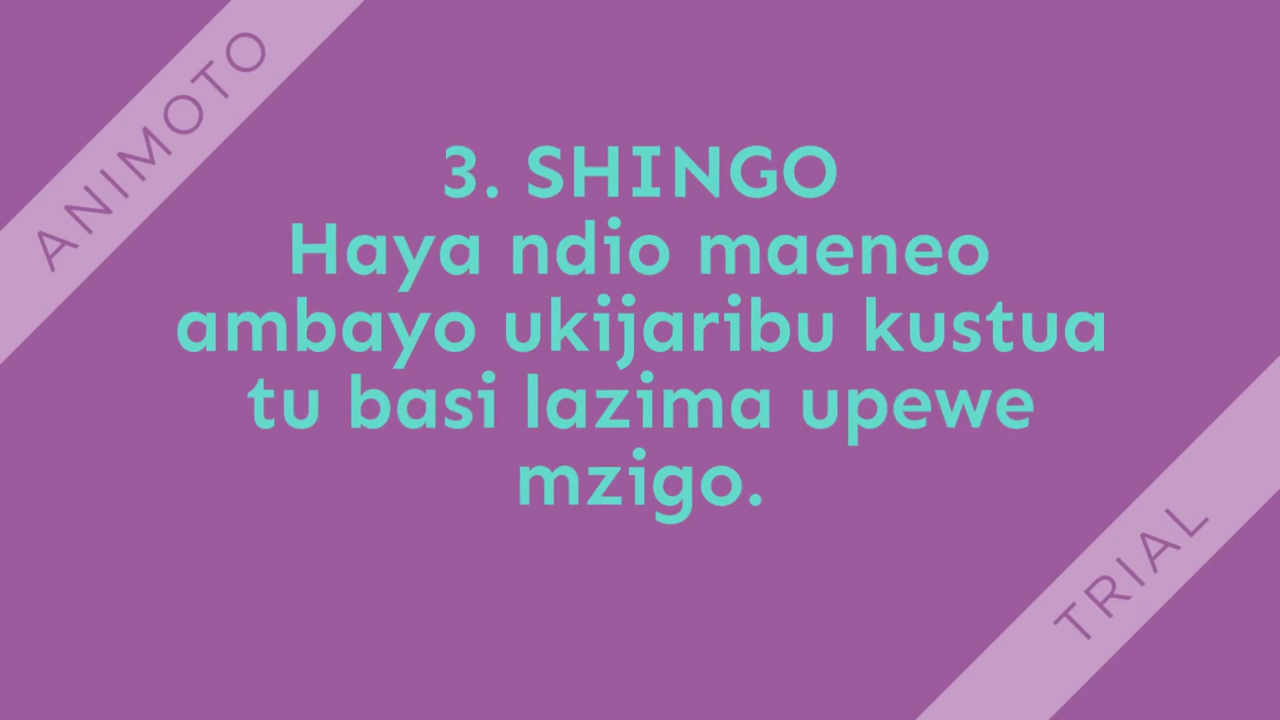 ANIMOTO
3. SHINGO
Haya ndio maeneo
ambayo ukijaribu kustua
tu basi lazima upewe
mzigo.
TRIAL